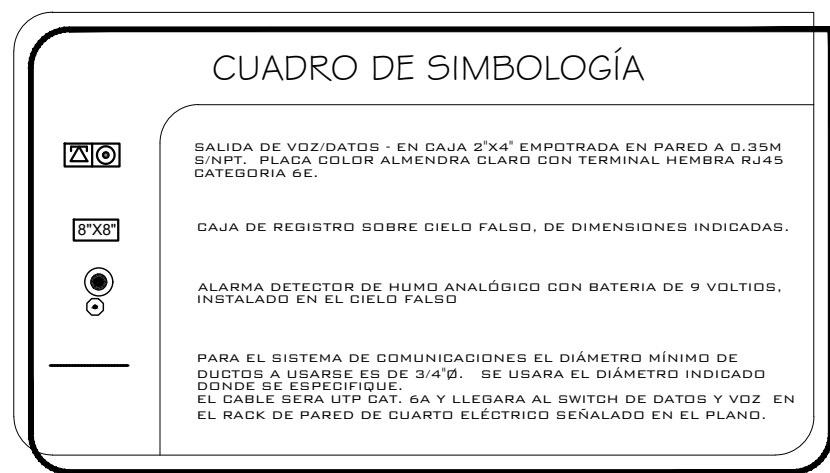 CUADRO DE SIMBOLOGÍA
SALIDA DE VOZ/DATOS - EN CAJA 2"X4" EMPOTRADA EN PARED A 0.35M
S/NPT. PLACA COLOR ALMENDRA CLARO CON TERMINAL HEMBRA RJ45
CATEGORIA 6E.
8"X8"
CAJA DE REGISTRO SOBRE CIELO FALSO, DE DIMENSIONES INDICADAS.
ALARMA DETECTOR DE HUMO ANALÓGICO CON BATERIA DE 9 VOLTIOS,
INSTALADO EN EL CIELO FALSO
PARA EL SISTEMA DE COMUNICACIONES EL DIÁMETRO MÍNIMO DE
DUCTOS A USARSE ES DE 3/4"Ø. SE USARA EL DIÁMETRO INDICADO
DONDE SE ESPECIFIQUE.
EL CABLE SERA UTP CAT. 6A Y LLEGARA AL SWITCH DE DATOS Y VOZ EN
EL RACK DE PARED DE CUARTO ELÉCTRICO SEÑALADO EN EL PLANO.